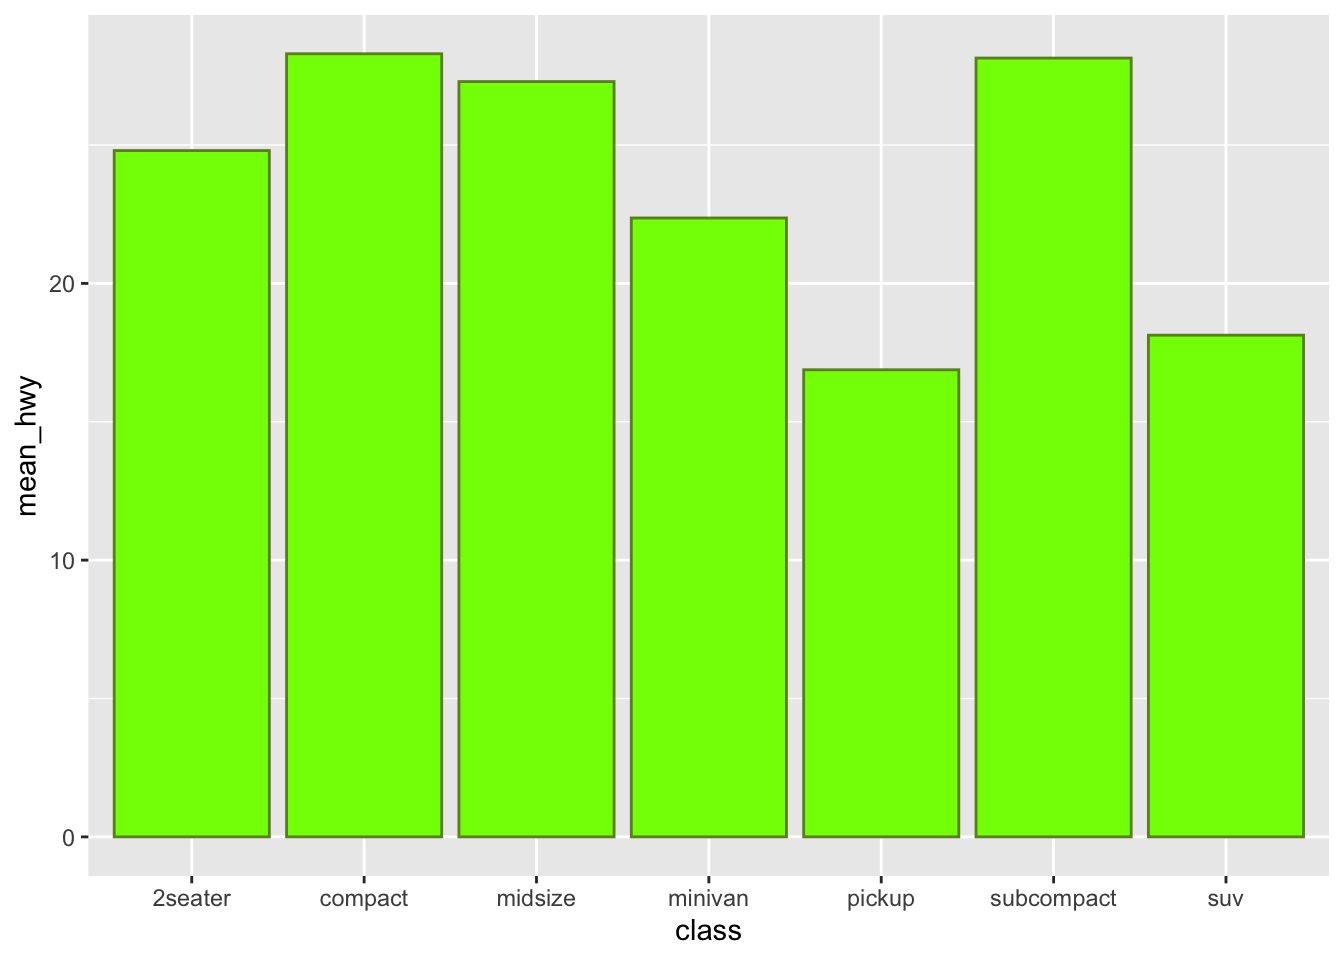 mean_hwy
20
10
0
2seater compact midsize minivan pickup subcompact suv
class